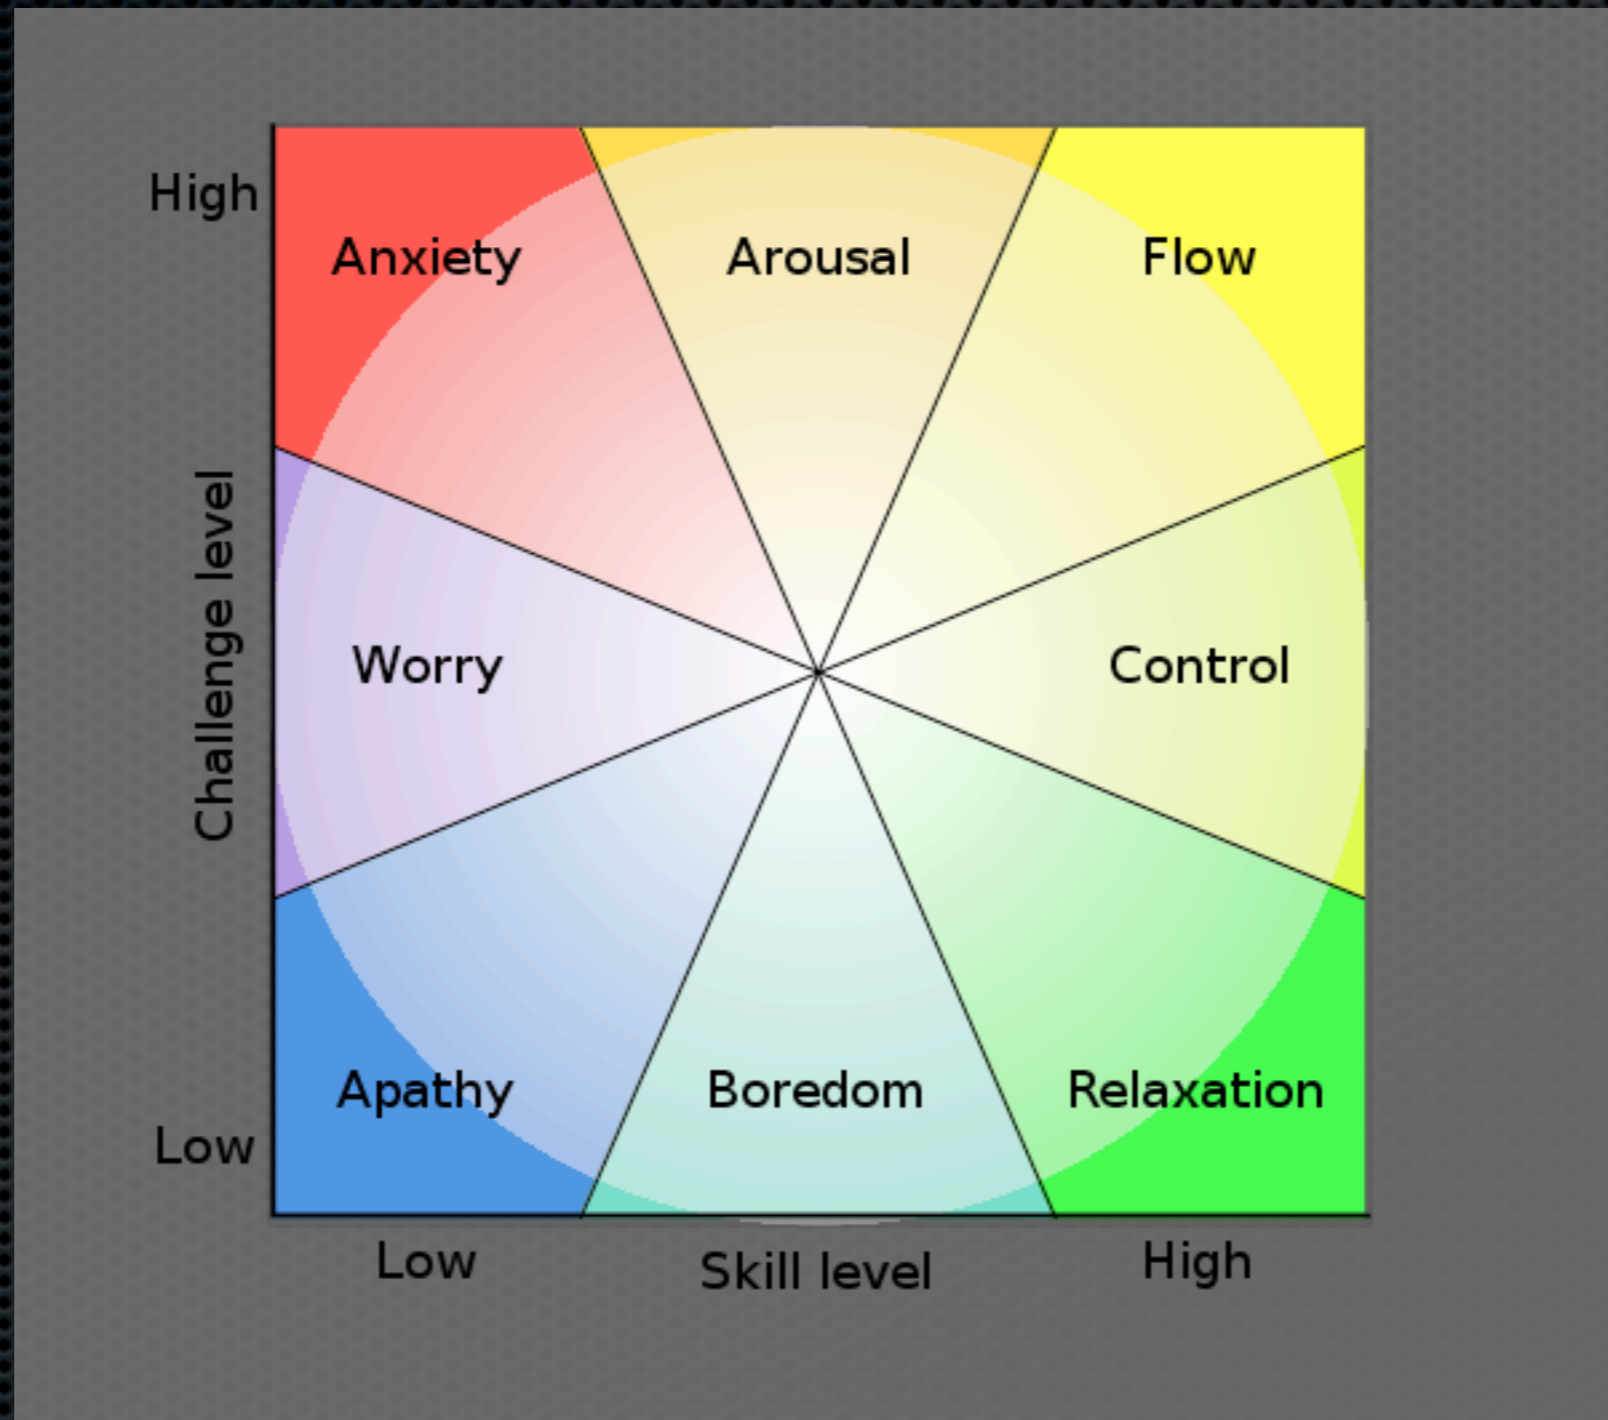 High
Anxiety
Arousal
Flow
Challenge level
Worry
Control
Apathy
Boredom
Relaxation
Low
Low
Skill level
High